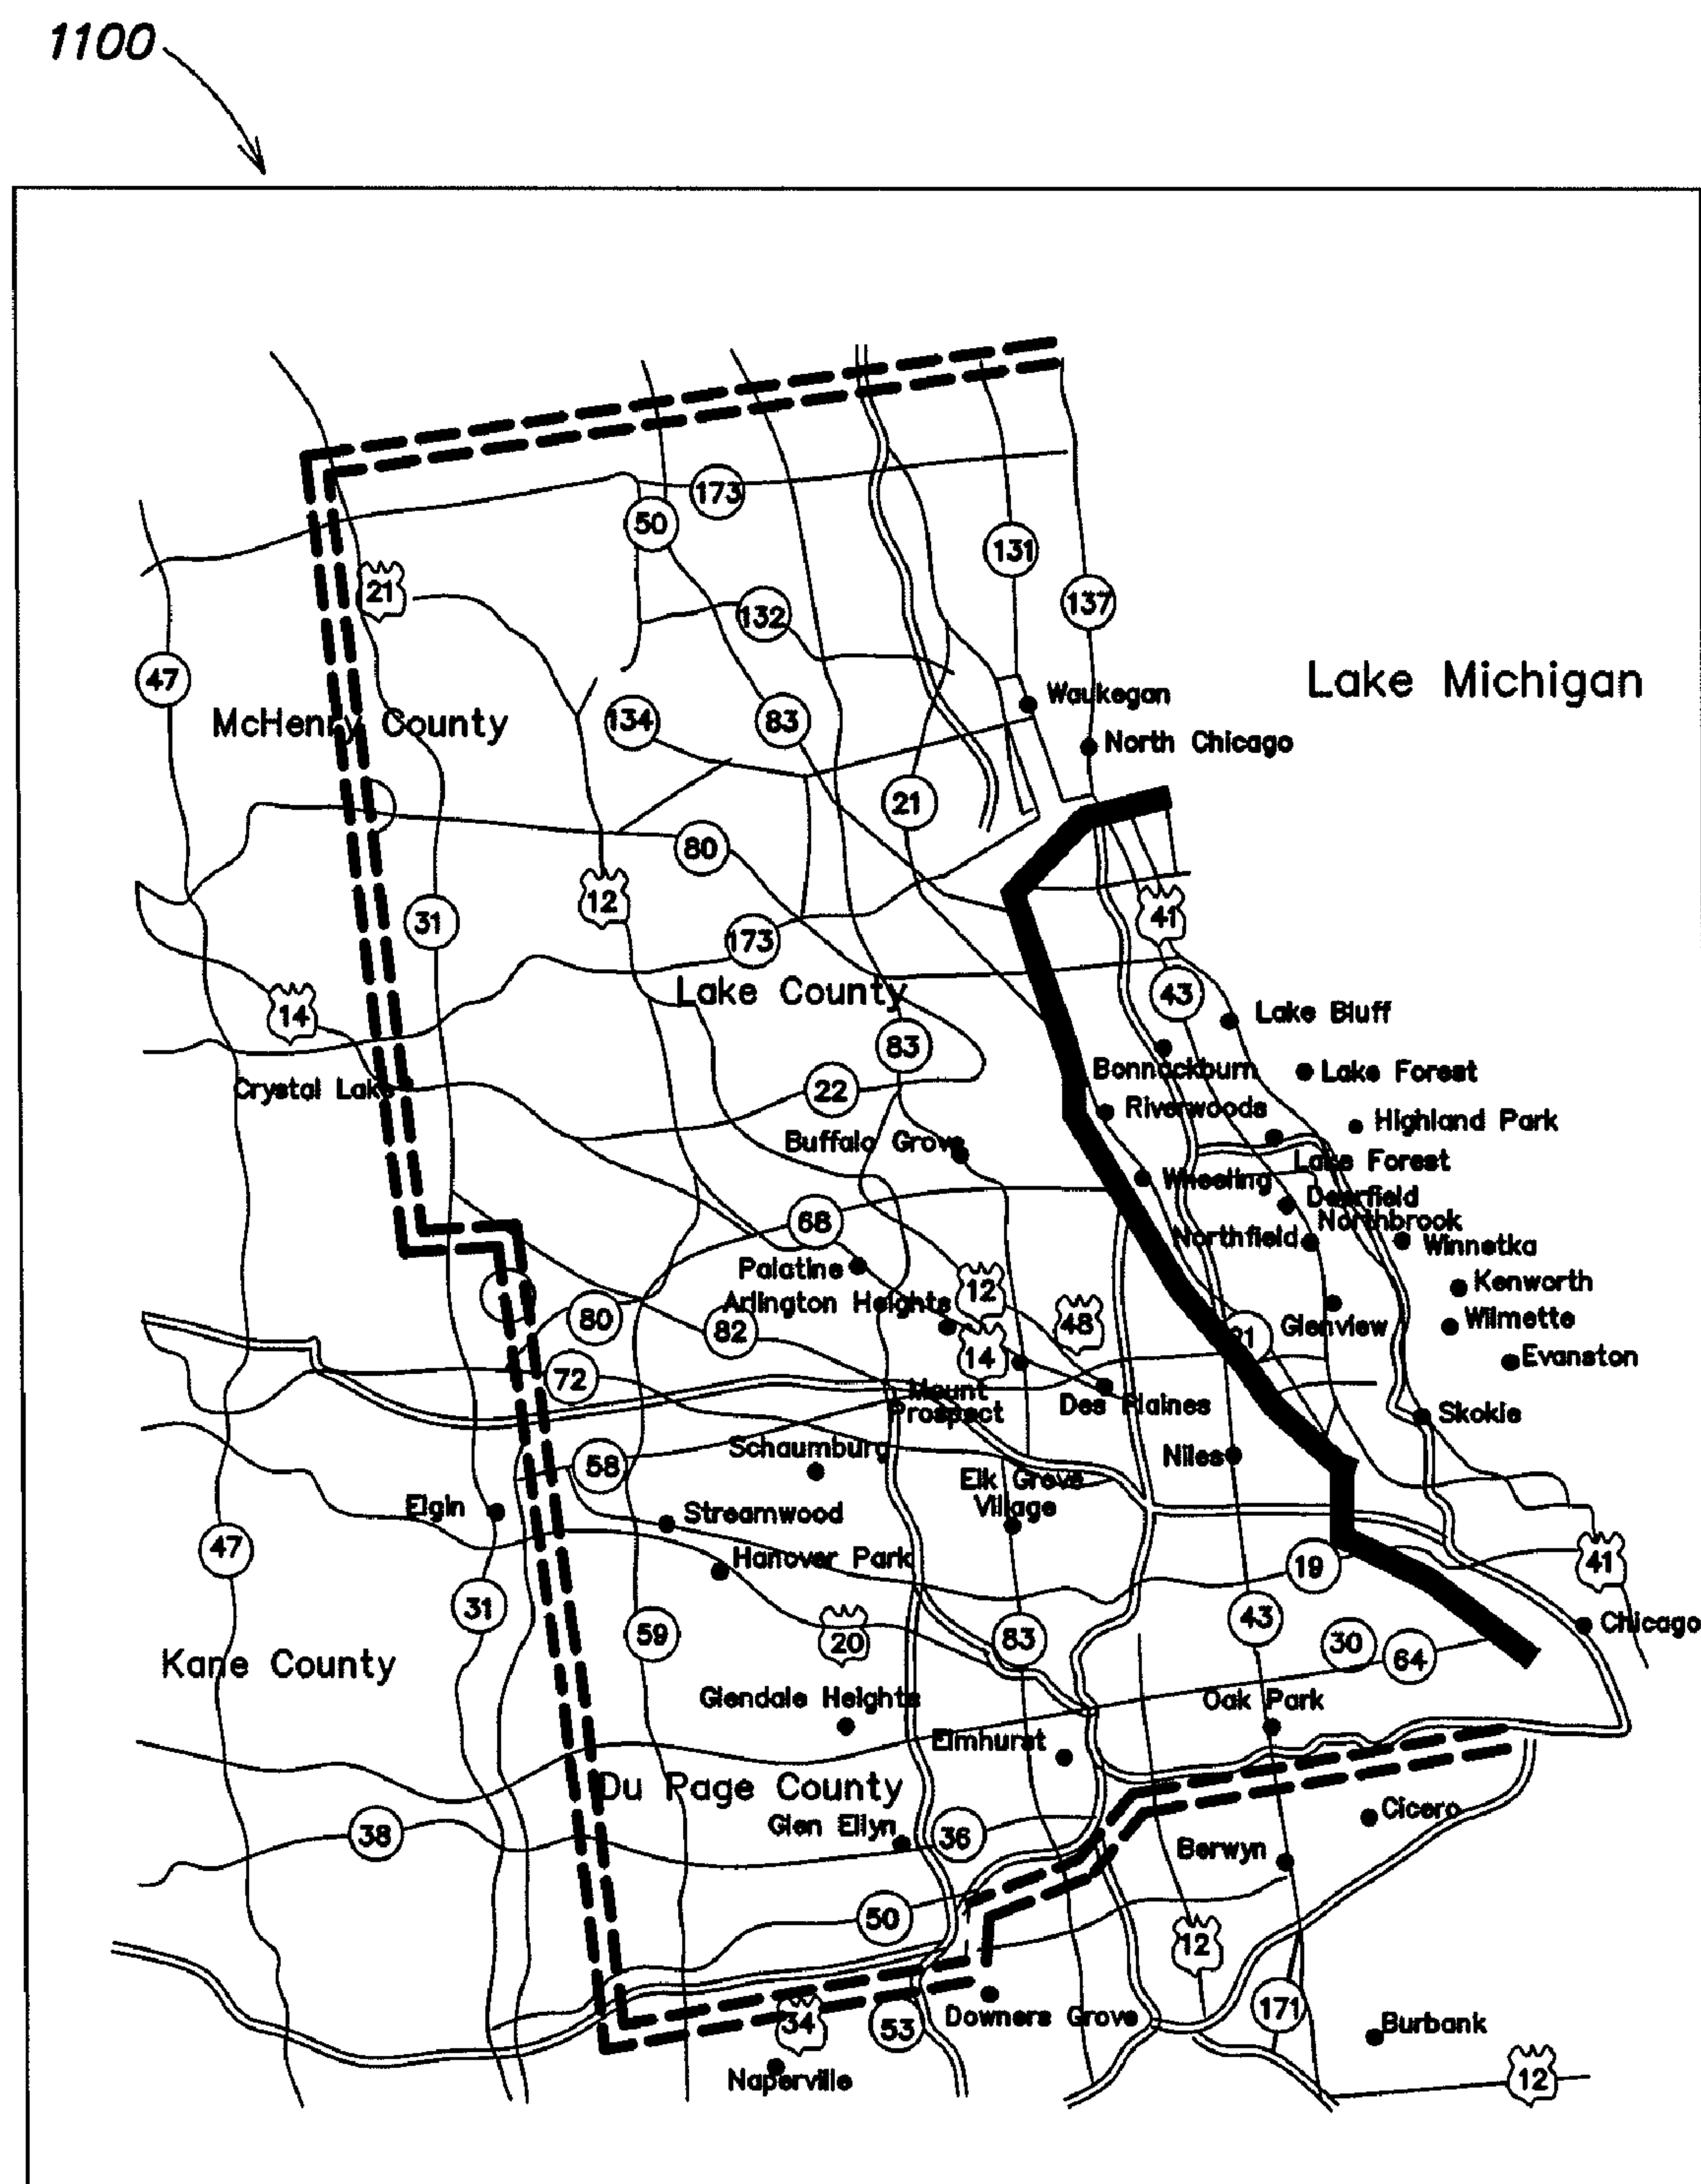 1100
173
50
131
21
132
137
47
Lake Michigan
Waukegan
McHenry County
134
83
North Chicago
21
80
12
31
41
173
Lake County
43
14
Lake Bluff
83
Bonnackburn
Lake Forest
Crystal Lake
22
Riverwoods
Highland Park
Buffalo Grove
Lake Forest
Wheeling
Deerfield
68
Northbrook
Northfield
Winnetka
Palatine
12
Kenworth
Arlington Heights
80
82
48
21
Glenview
Wilmette
14
Evanston
72
Mount
Prospect
Des Plaines
Skokie
Schaumburg
Niles
58
Elk Grove
Village
Elgin
Streamwood
47
Hanover Park
19
41
31
59
20
83
43
30
64
Chicago
Kane County
Glendale Heights
Oak Park
Elmhurst
Du Page County
Cicero
38
Glen Ellyn
36
Berwyn
50
12
34
53
Downers Grove
171
Burbank
Naperville
12